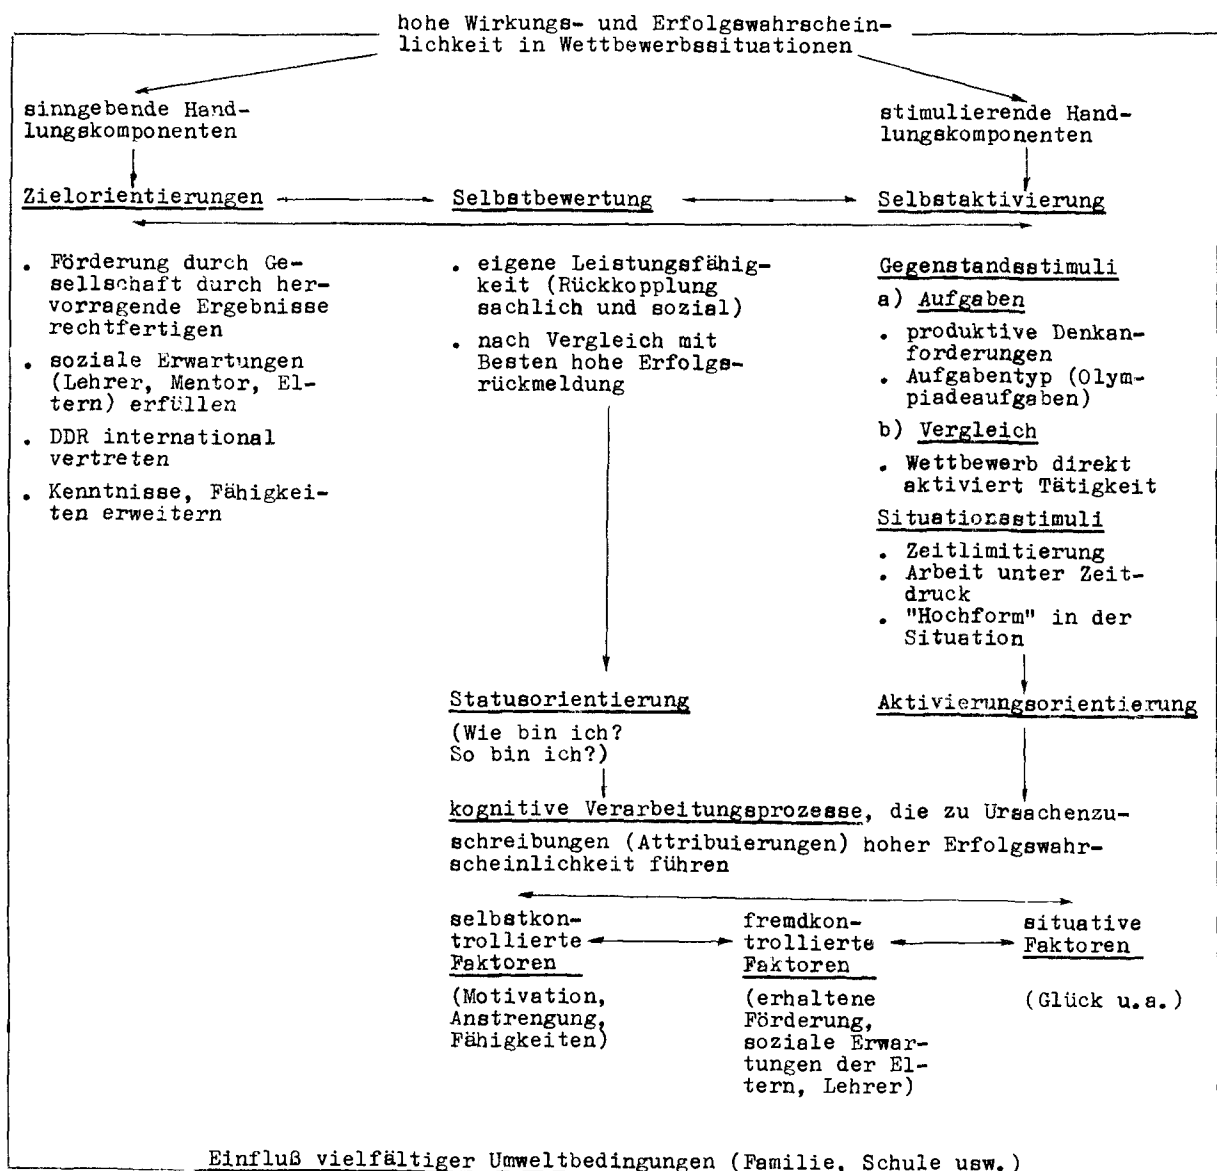 hohe Wirkungs- und Erfolgswahrschein-
lichkeit in Wettbewerbssituationen
sinngebende Hand-
lungskomponenten
stimulierende Hand-
lungskomponenten
Zielorientierungen
Selbstbewertung
Selbstaktivierung
. Förderung durch Ge-
sellschaft durch her-
vorragende Ergebnisse
rechtfertigen
. soziale Erwartungen
(Lehrer, Mentor, El-
tern) erfüllen
. DDR international
vertreten
. Kenntnisse, Fähigkei-
ten erweitern
. eigene Leistungsfähig-
keit (Rückkopplung
sachlich und sozial)
. nach Vergleich mit
Besten hohe Erfolgs-
rückmeldung
Gegenstandsstimuli
a) Aufgaben
. produktive Denkan-
forderungen
. Aufgabentyp (Olym-
piadeaufgaben)
b) Vergleich
. Wettbewerb direkt
aktiviert Tätigkeit
Situationsstimuli
. Zeitlimitierung
. Arbeit unter Zeit-
druck
. "Hochform" in der
Situation
Statusorientierung
(Wie bin ich?
So bin ich?)
Aktivierungsorientierung
kognitive Verarbeitungsprozesse, die zu Ursachenzu-
schreibungen (Attribuierungen) hoher Erfolgswahr-
scheinlichkeit führen
selbstkon-
trollierte
Faktoren
(Motivation,
Anstrengung,
Fähigkeiten)
fremdkon-
trollierte
Faktoren
(erhaltene
Förderung,
soziale Erwar-
tungen der El-
tern, Lehrer)
situative
Faktoren
(Glück u.a.)
Einfluß vielfältiger Umweltbedingungen (Familie, Schule usw.)